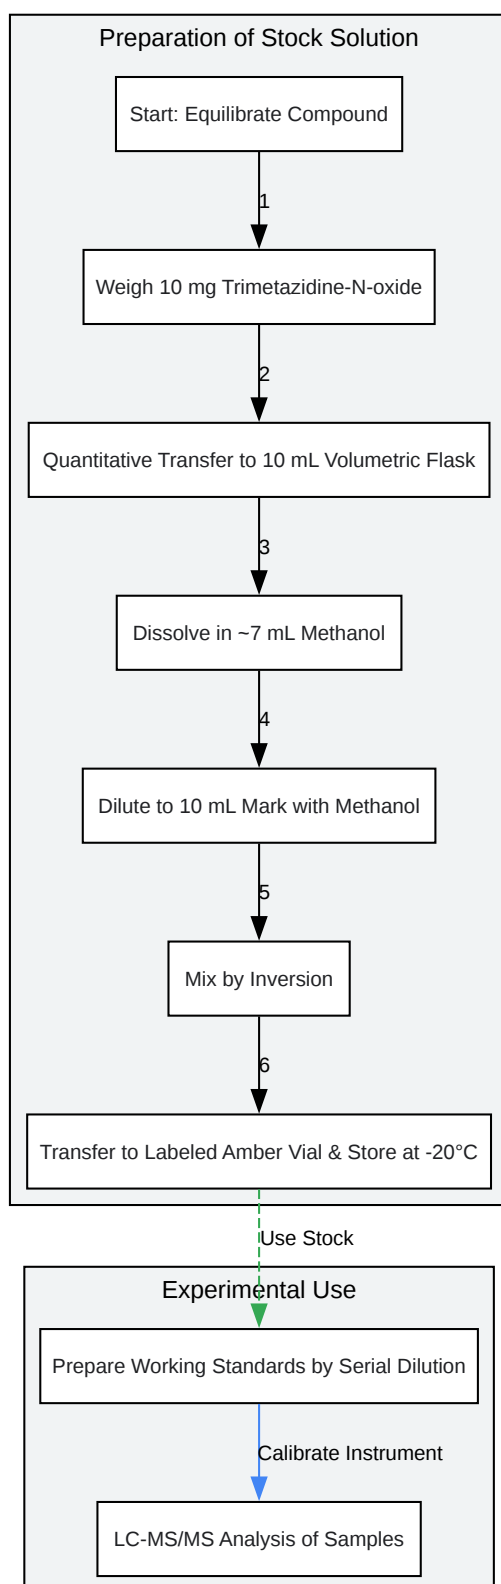 Preparation of Stock Solution
Start: Equilibrate Compound
1
Weigh 10 mg Trimetazidine-N-oxide
2
Quantitative Transfer to 10 mL Volumetric Flask
3
Dissolve in ~7 mL Methanol
4
Dilute to 10 mL Mark with Methanol
5
Mix by Inversion
6
Transfer to Labeled Amber Vial & Store at -20°C
Use Stock
Experimental Use
Prepare Working Standards by Serial Dilution
Calibrate Instrument
LC-MS/MS Analysis of Samples